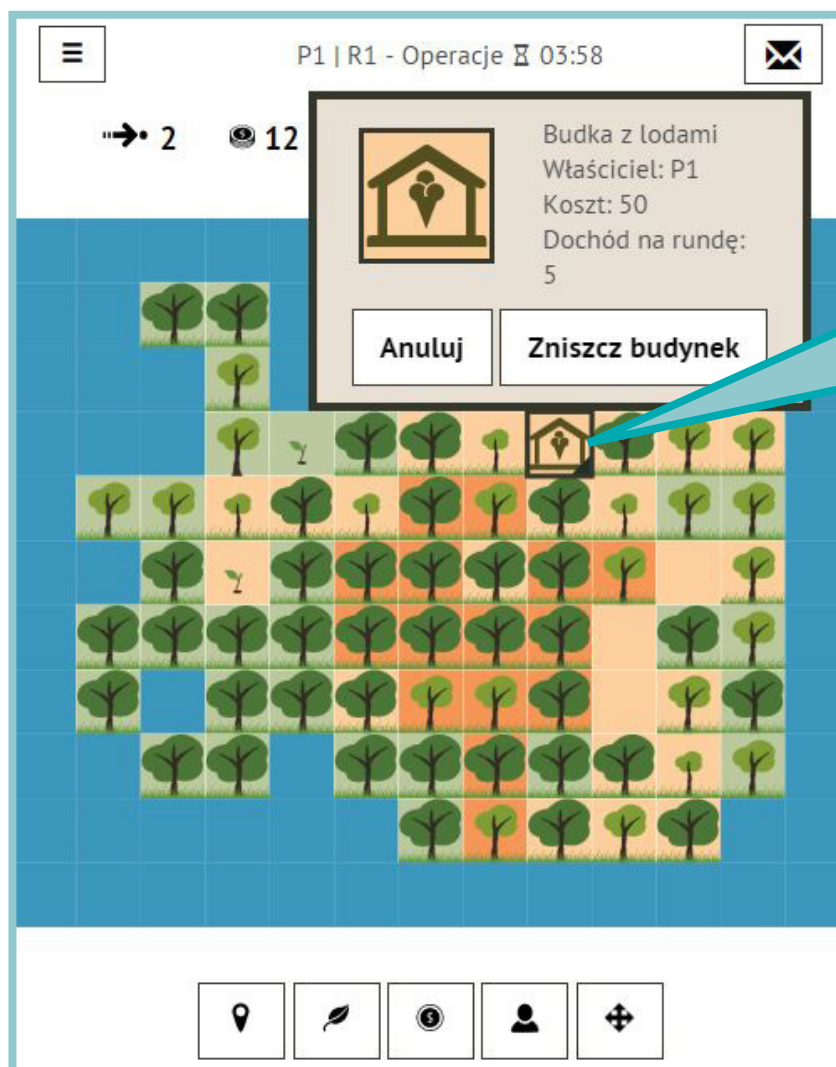 P1 | R1 - Operacje 03:58
2 12
Budka z lodami
Właściciel: P1
Koszt: 50
Dochód na rundę:
5
Anuluj Zniszcz budynek